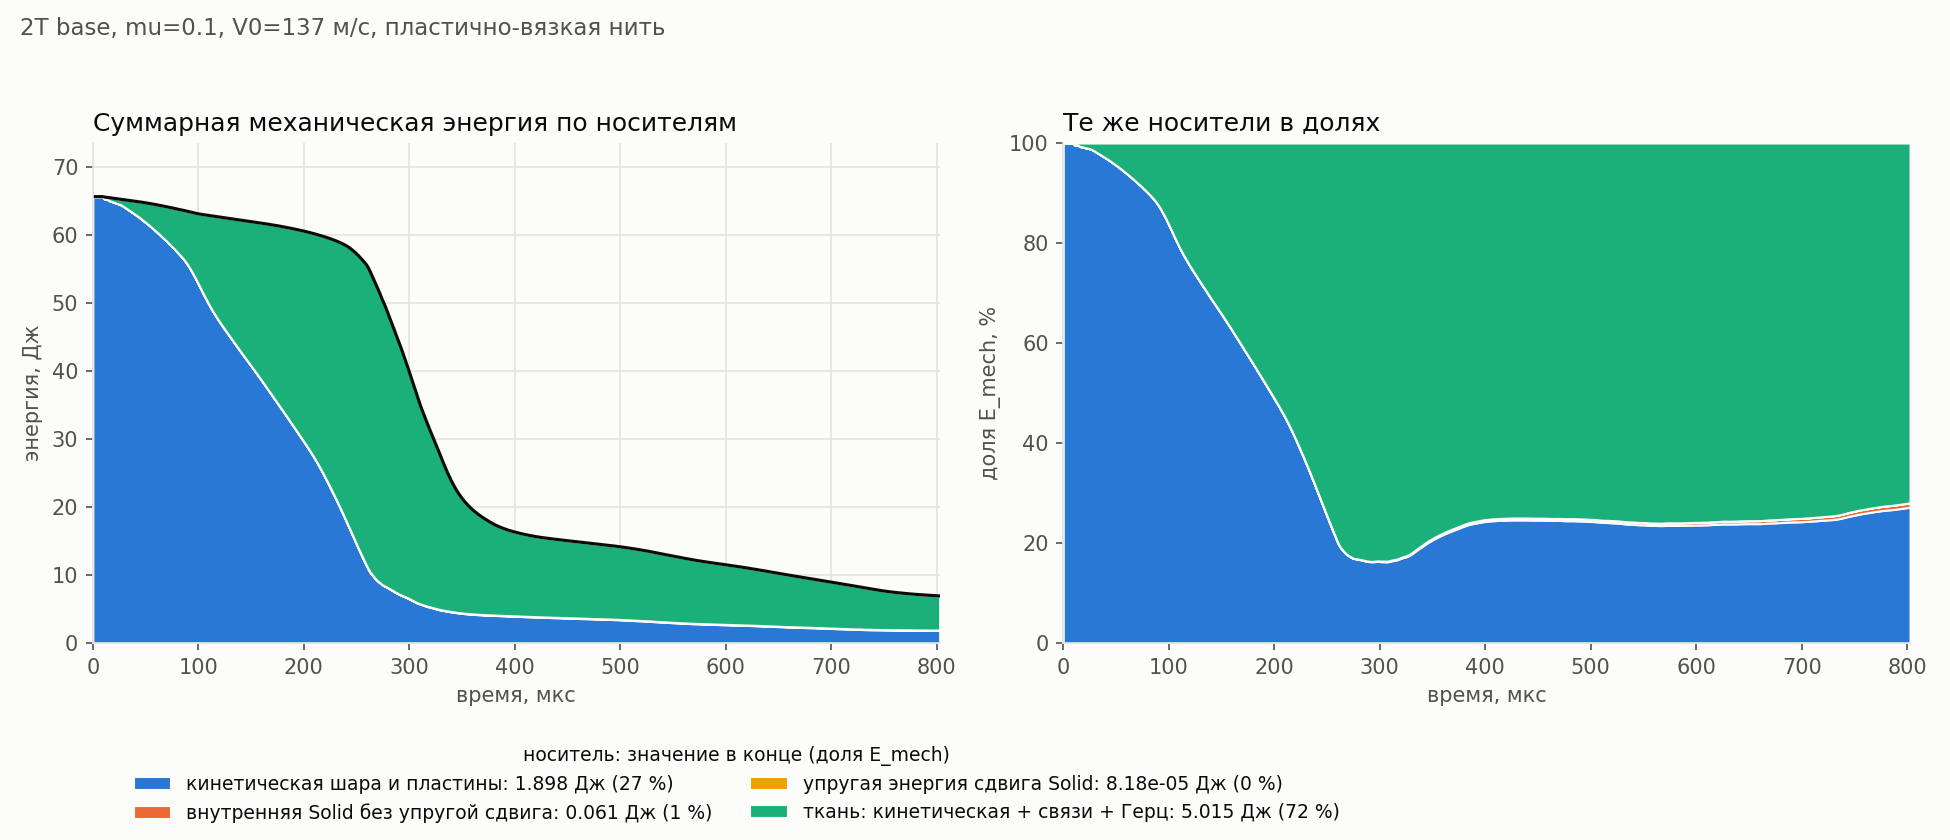 2T base, mu=0.1, V0=137 м/с, пластично-вязкая нить
Суммарная механическая энергия по носителям
энергия, Дж
70
60
50
40
30
20
10
0
0 100 200 300 400 500 600 700 800
время, мкс
Те же носители в долях
доля E_mech, %
100
80
60
40
20
0
0 100 200 300 400 500 600 700 800
время, мкс
носитель: значение в конце (доля E_mech)
кинетическая шара и пластины: 1.898 Дж (27 %)
внутренняя Solid без упругой сдвига: 0.061 Дж (1 %)
упругая энергия сдвига Solid: 8.18e-05 Дж (0 %)
ткань: кинетическая + связи + Герц: 5.015 Дж (72 %)